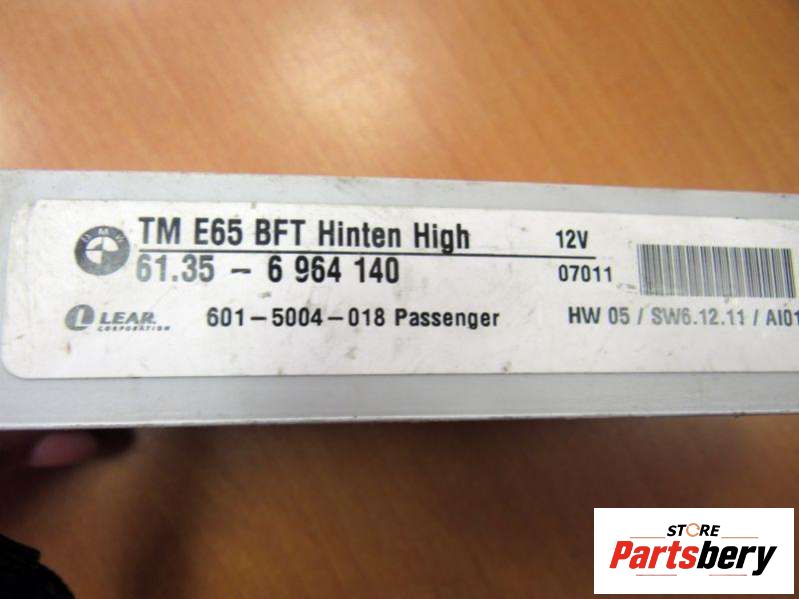 BMW
TM E65 BFT Hinten High 12V
61.35 - 6 964 140 07011
LEAR
CORPORATION
601-5004-018 Passenger HW 05 / SW6.12.11 / AI01
STORE
Partsbery